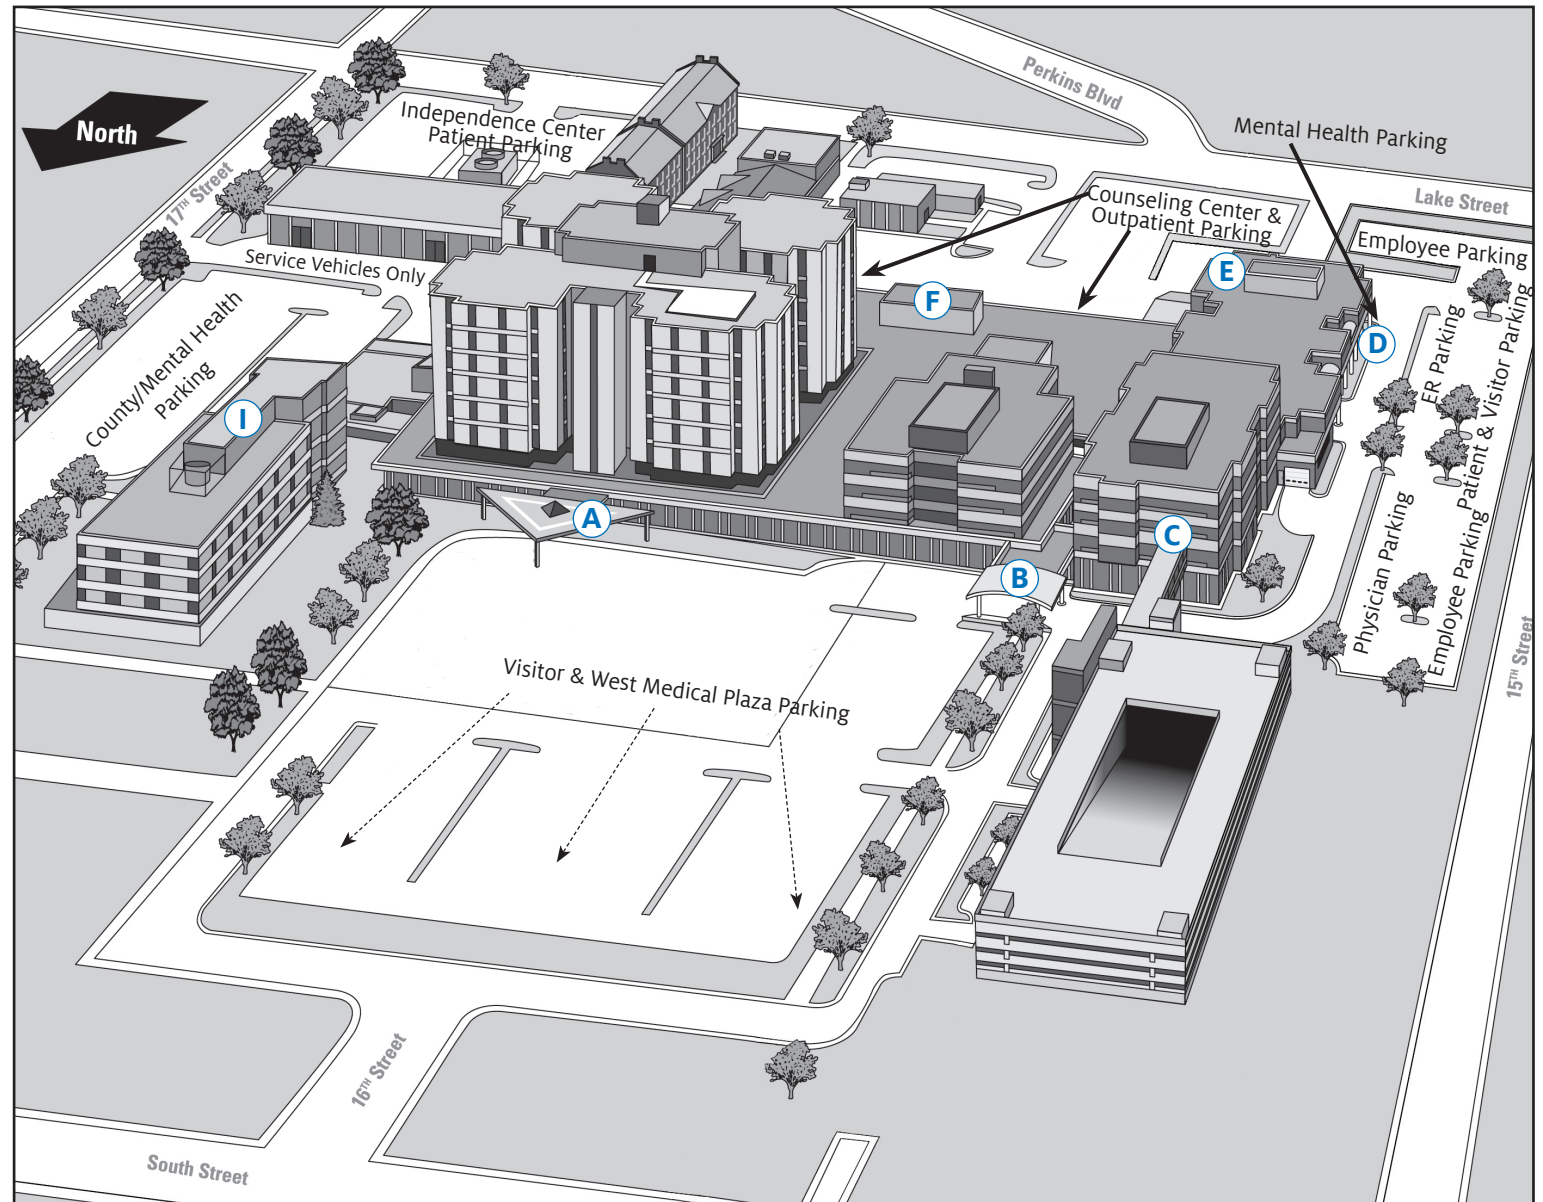 Perkins Blvd
Mental Health Parking
North
Independence Center
Patient Parking
17TH Street
Lake Street
Counseling Center &
Outpatient Parking
Employee Parking
Service Vehicles Only
E
F
D
County/Mental Health
Parking
ER Parking
Patient & Visitor Parking
I
A
C
B
Physician Parking
Employee Parking
15TH Street
Visitor & West Medical Plaza Parking
16TH Street
South Street